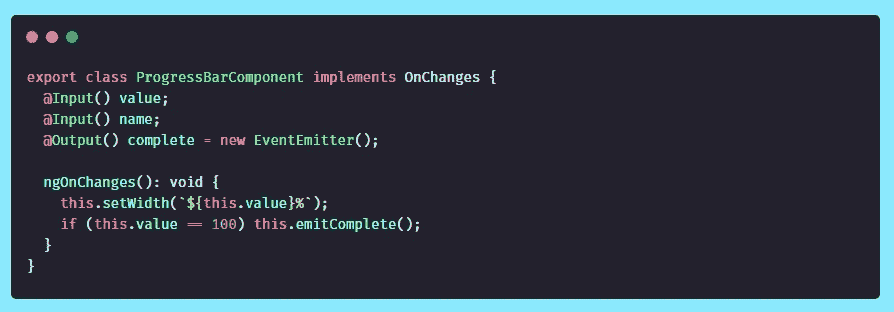 export class ProgressBarComponent implements OnChanges {
  @Input() value;
  @Input() name;
  @Output() complete = new EventEmitter();

  ngOnChanges(): void {
    this.setWidth(`${this.value}%`);
    if (this.value == 100) this.emitComplete();
  }
}